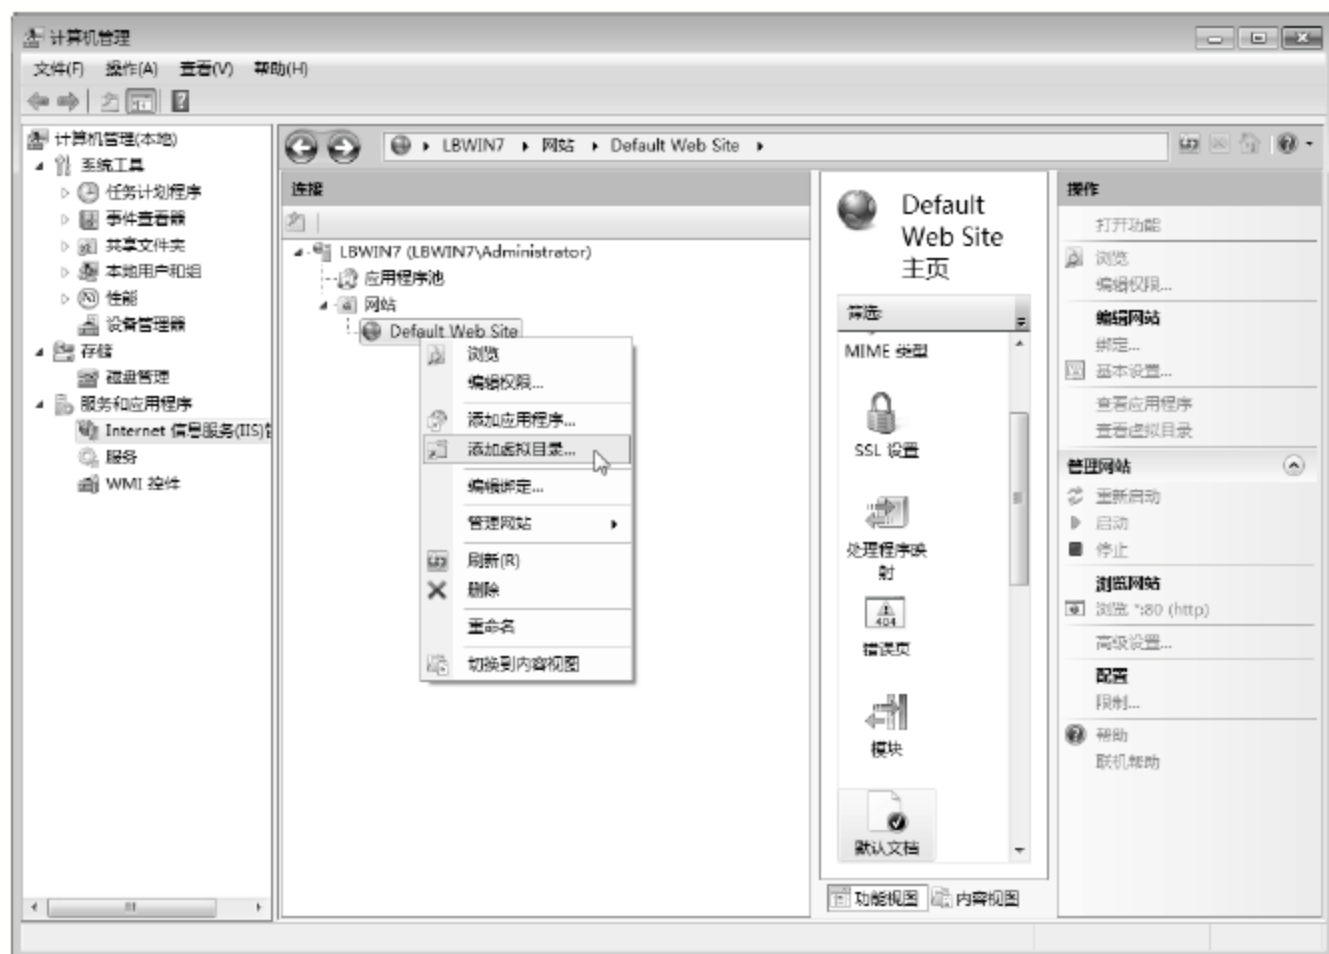 计算机管理
文件(F) 操作(A) 查看(V) 帮助(H)
计算机管理(本地)
系统工具
任务计划程序
事件查看器
共享文件夹
本地用户和组
性能
设备管理器
存储
磁盘管理
服务和应用程序
Internet 信息服务(IIS)管
服务
WMI 控件
LBWIN7 网站 Default Web Site
连接
LBWIN7 (LBWIN7\Administrator)
应用程序池
网站
Default Web Site
浏览
编辑权限...
添加应用程序...
添加虚拟目录...
编辑绑定...
管理网站
刷新(R)
删除
重命名
切换到内容视图
Default
Web Site
主页
筛选:
MIME 类型
SSL 设置
处理程序映
射
404
错误页
模块
默认文档
功能视图 内容视图
操作
打开功能
浏览
编辑权限...
编辑网站
绑定...
基本设置...
查看应用程序
查看虚拟目录
管理网站
重新启动
启动
停止
浏览网站
浏览 *:80 (http)
高级设置...
配置
限制...
帮助
联机帮助